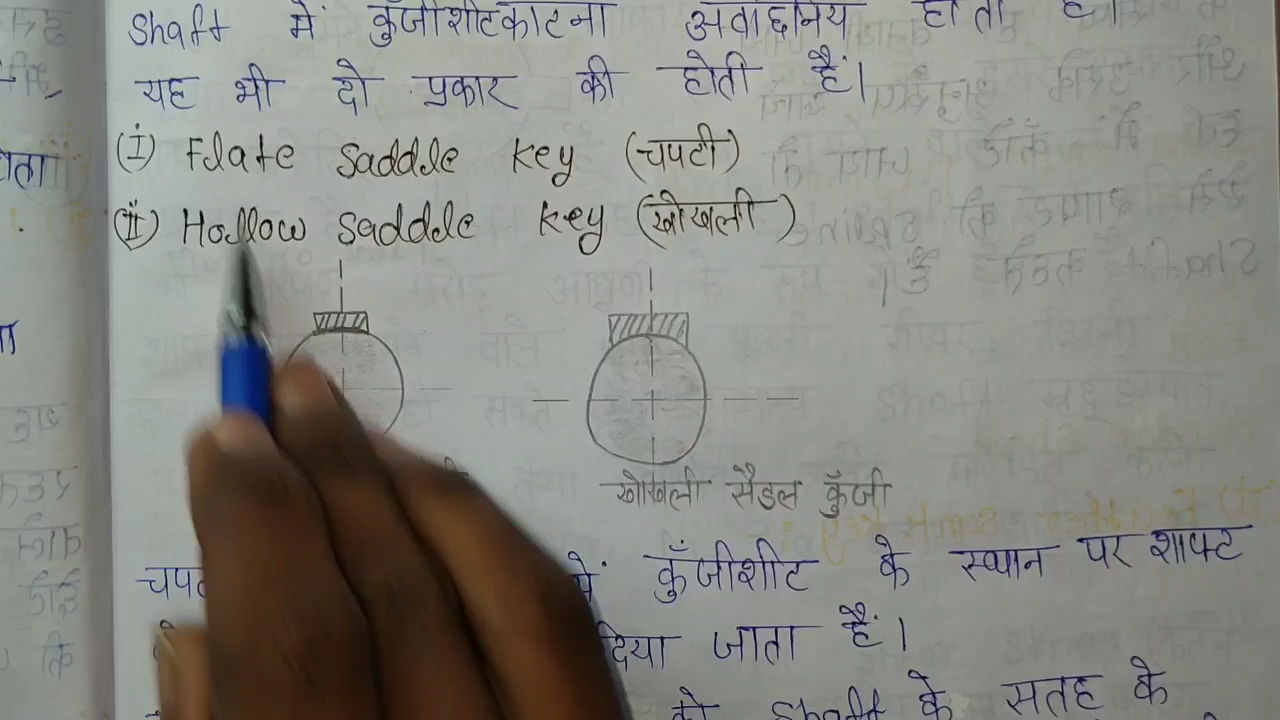 shaft में कुँजीशीट काटना अवांछनिय होता है।
यह भी दो प्रकार की होती हैं।
(i) Flate saddle key (चपटी)
(ii) Hollow saddle key (खोखली)
खोखली सैडल कुँजी
में कुँजीशीट के स्थान पर शाफ्ट
दिया जाता हैं।
को shaft के सतह के